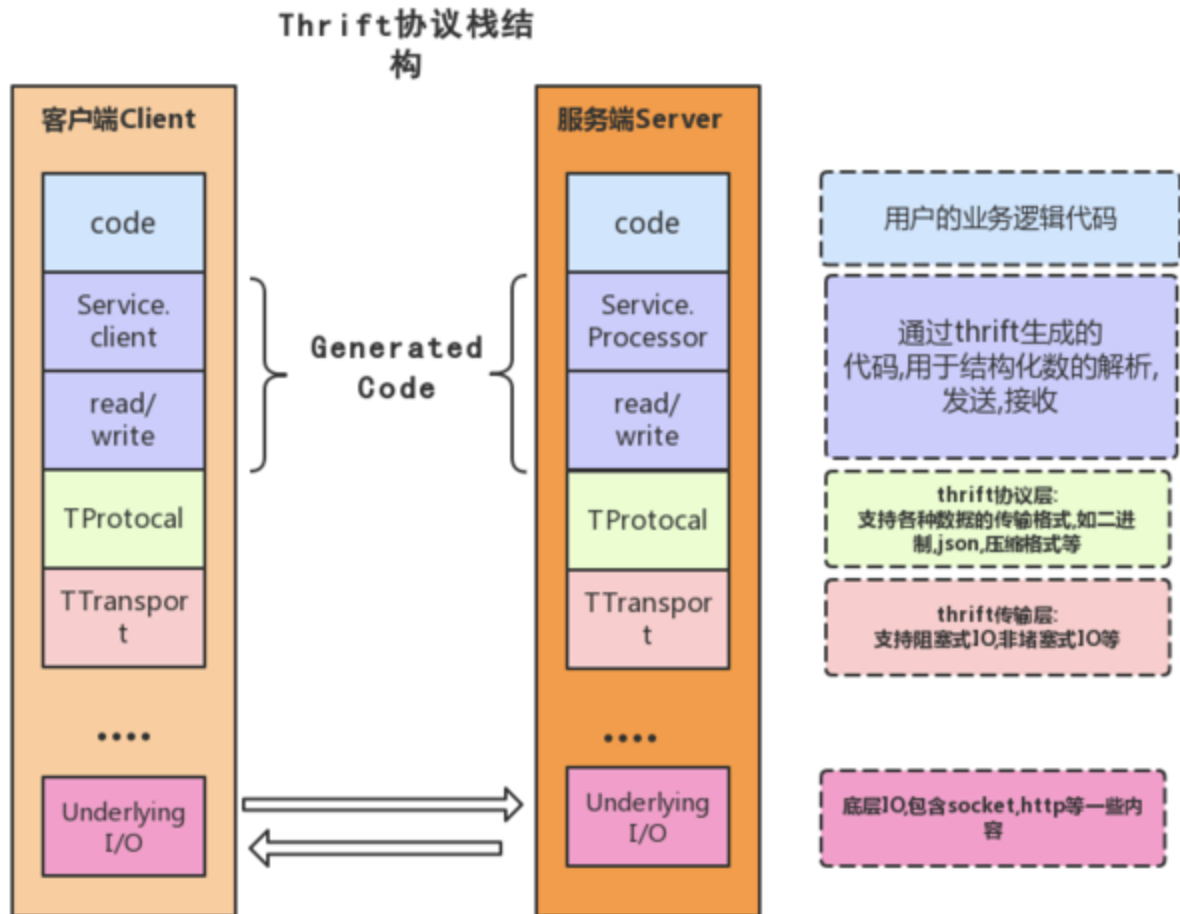 Thrift协议栈结
构
客户端Client
code
Service.
client
read/
write
TProtocal
TTranspor
t
••••
Underlying
I/O
Generated
Code
服务端Server
code
Service.
Processor
read/
write
TProtocal
TTranspor
t
••••
Underlying
I/O
用户的业务逻辑代码
通过thrift生成的
代码,用于结构化数的解析,
发送,接收
thrift协议层:
支持各种数据的传输格式,如二进
制,json,压缩格式等
thrift传输层:
支持阻塞式IO,非堵塞式IO等
底层IO,包含socket,http等一些内
容